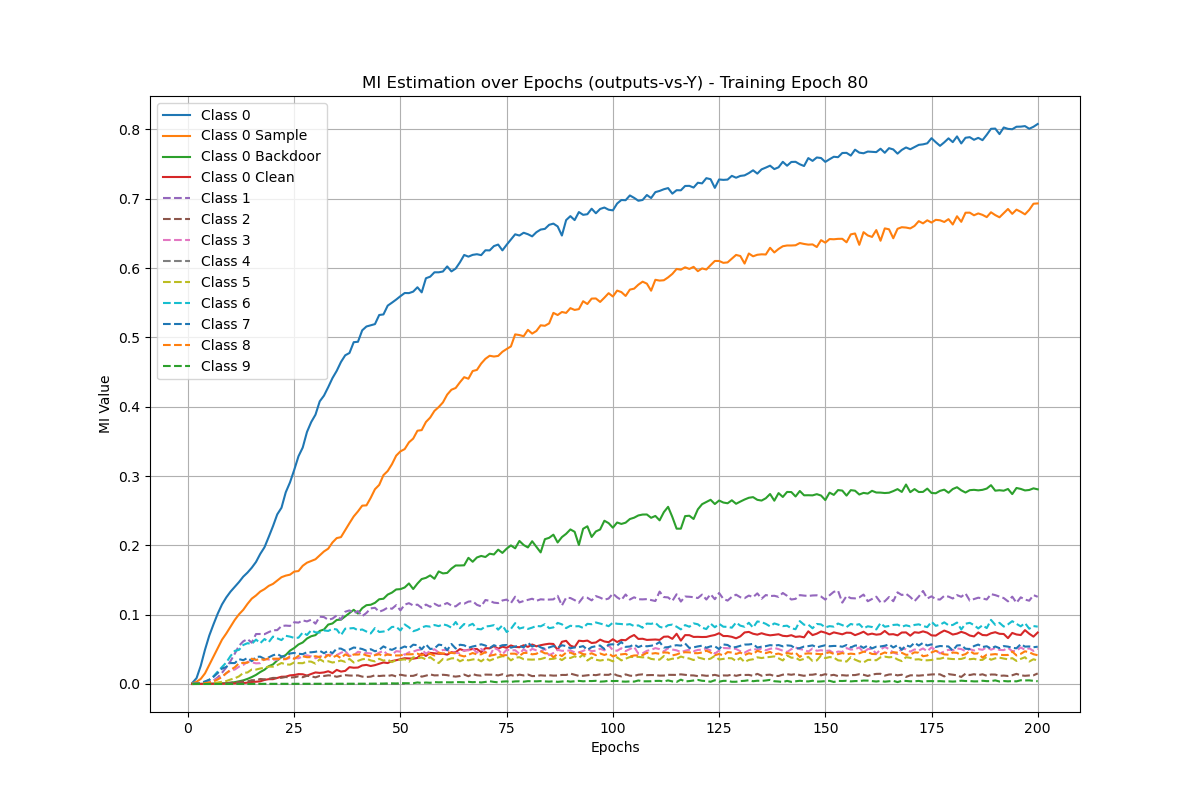 MI Estimation over Epochs (outputs-vs-Y) - Training Epoch 80
Class 0
Class 0 Sample
Class 0 Backdoor
Class 0 Clean
Class 1
Class 2
Class 3
Class 4
Class 5
Class 6
Class 7
Class 8
Class 9
MI Value
0.8
0.7
0.6
0.5
0.4
0.3
0.2
0.1
0.0
0 25 50 75 100 125 150 175 200
Epochs